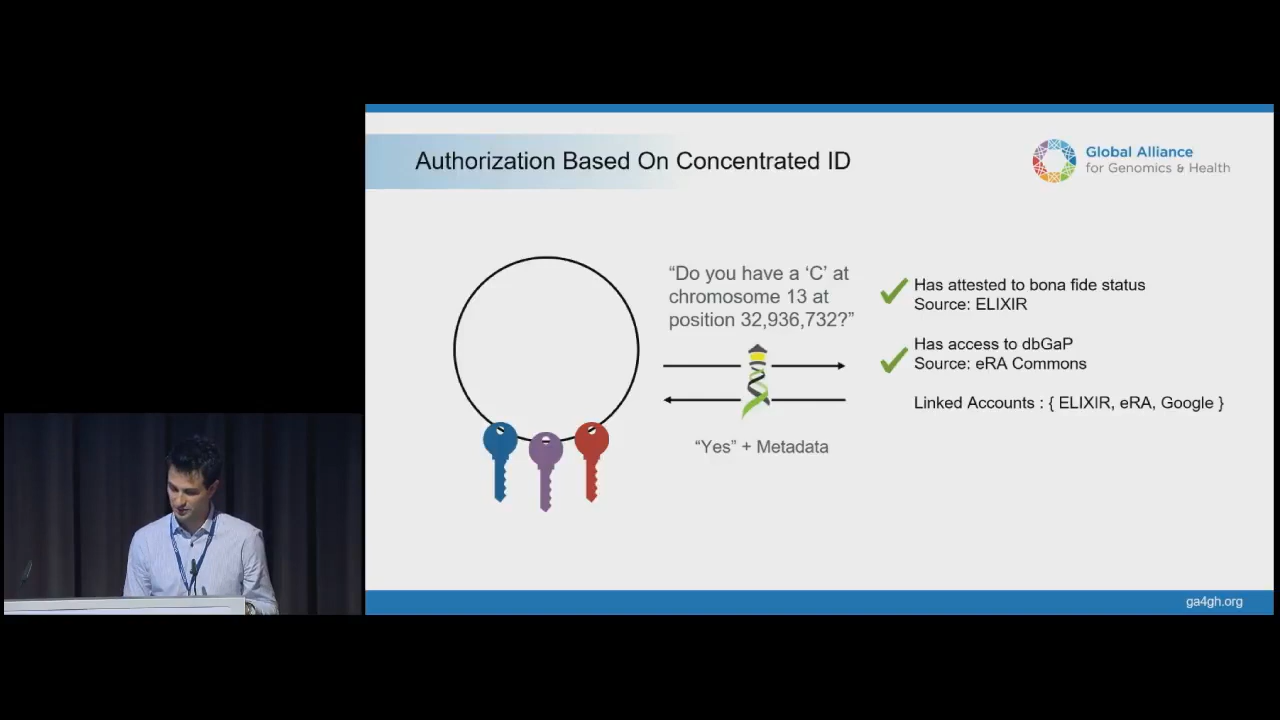 Authorization Based On Concentrated ID
Global Alliance
for Genomics & Health
“Do you have a ‘C’ at
chromosome 13 at
position 32,936,732?”
“Yes” + Metadata
Has attested to bona fide status
Source: ELIXIR
Has access to dbGaP
Source: eRA Commons
Linked Accounts : { ELIXIR, eRA, Google }
ga4gh.org